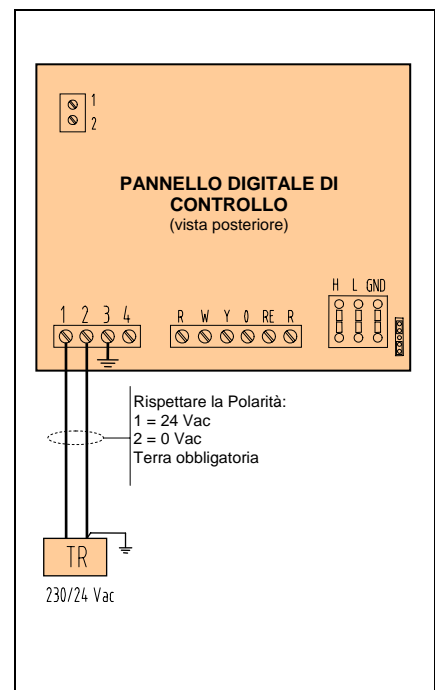 1
2
PANNELLO DIGITALE DI
CONTROLLO
(vista posteriore)
H L GND
1 2 3 4
R W Y 0 RE R
Rispettare la Polarità:
1 = 24 Vac
2 = 0 Vac
Terra obbligatoria
TR
230/24 Vac